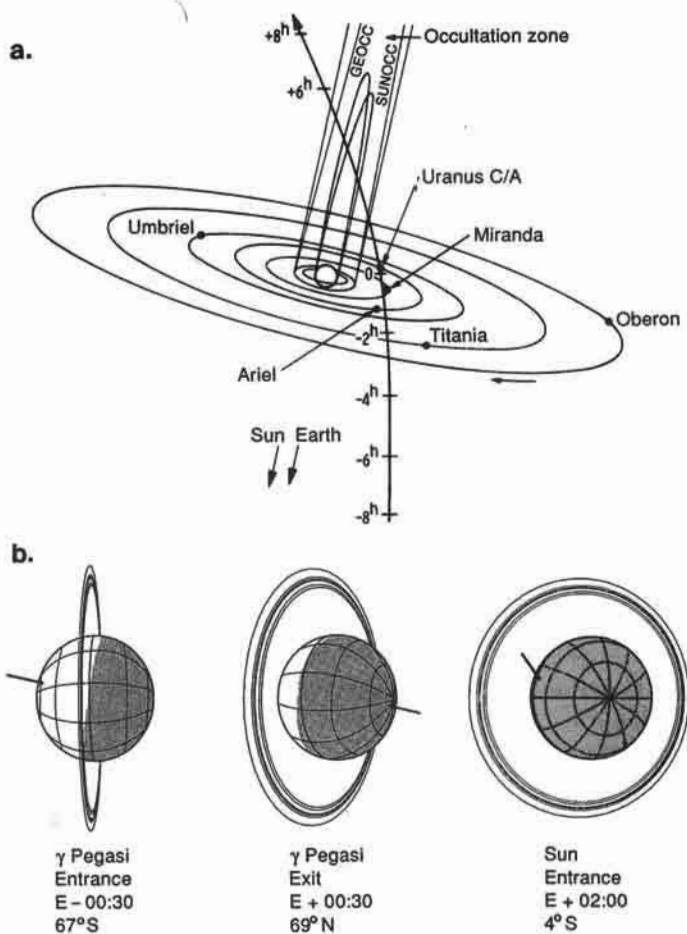 a.
+8h
Occultation zone
GEOCC
SUNOCC
+6h
Uranus C/A
Umbriel
Miranda
0
Oberon
-2h
Titania
Ariel
-4h
Sun Earth
-6h
-8h
b.
γ Pegasi
Entrance
E – 00:30
67°S
γ Pegasi
Exit
E + 00:30
69°N
Sun
Entrance
E + 02:00
4°S